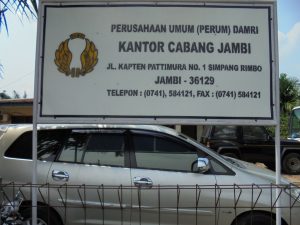 PERUSAHAAN UMUM (PERUM) DAMRI
KANTOR CABANG JAMBI
JL. KAPTEN PATTIMURA NO. 1 SIMPANG RIMBO
JAMBI - 36129
TELEPON : (0741), 584121, FAX : (0741) 584121